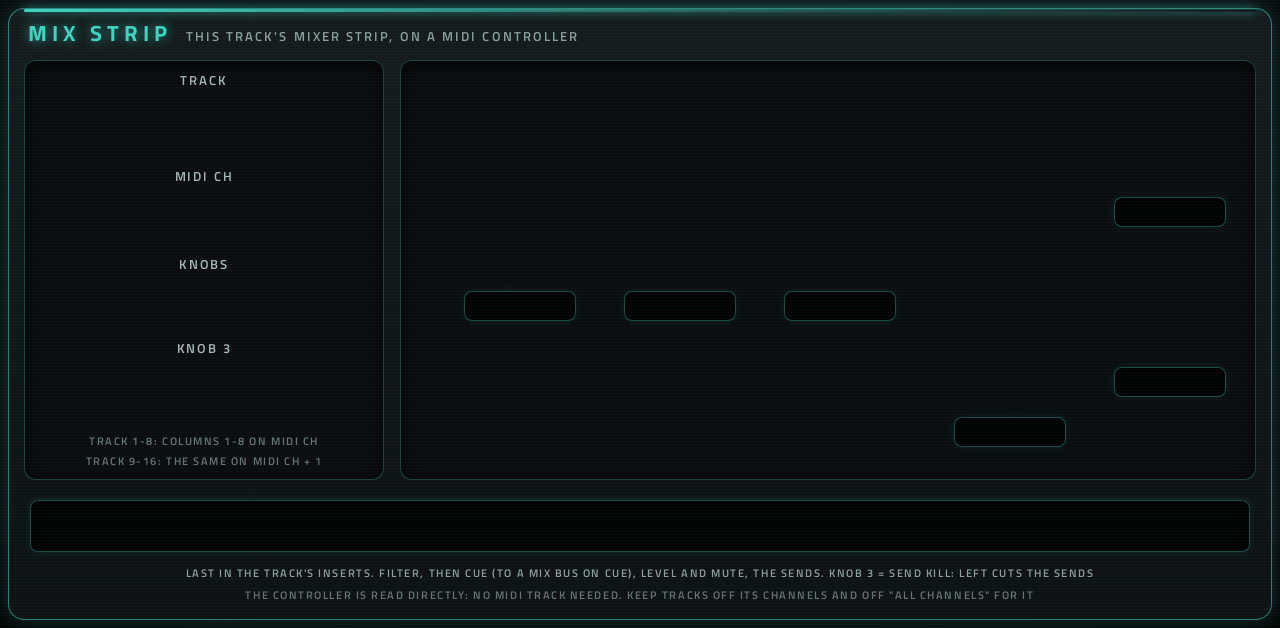 MIX STRIP THIS TRACK'S MIXER STRIP, ON A MIDI CONTROLLER
TRACK
MIDI CH
KNOBS
KNOB 3
TRACK 1-8: COLUMNS 1-8 ON MIDI CH
TRACK 9-16: THE SAME ON MIDI CH + 1
LAST IN THE TRACK'S INSERTS. FILTER, THEN CUE (TO A MIX BUS ON CUE), LEVEL AND MUTE, THE SENDS. KNOB 3 = SEND KILL: LEFT CUTS THE SENDS
THE CONTROLLER IS READ DIRECTLY: NO MIDI TRACK NEEDED. KEEP TRACKS OFF ITS CHANNELS AND OFF "ALL CHANNELS" FOR IT